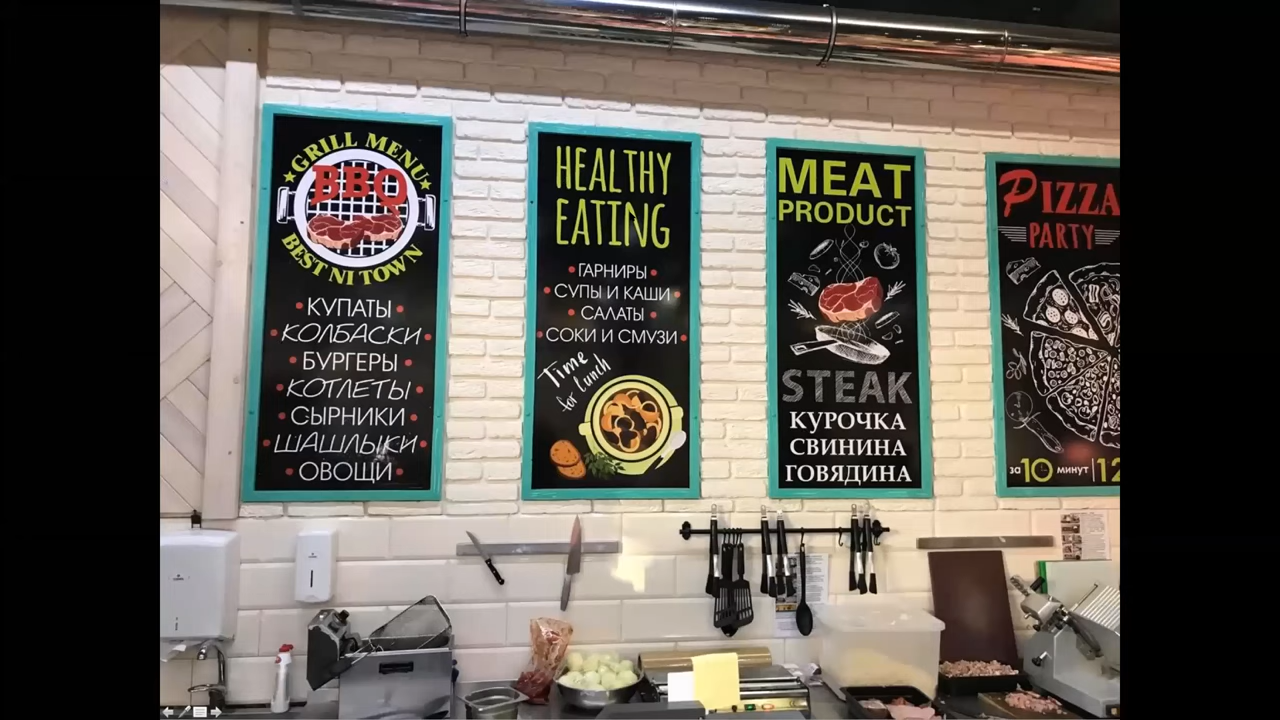 GRILL MENU
BBQ
BEST NI TOWN
КУПАТЫ
КОЛБАСКИ
БУРГЕРЫ
КОТЛЕТЫ
СЫРНИКИ
ШАШЛЫКИ
ОВОЩИ
HEALTHY
EATING
ГАРНИРЫ
СУПЫ И КАШИ
САЛАТЫ
СОКИ И СМУЗИ
Time
for Lunch
MEAT
PRODUCT
STEAK
КУРОЧКА
СВИНИНА
ГОВЯДИНА
PIZZA
PARTY
за 10 минут 12